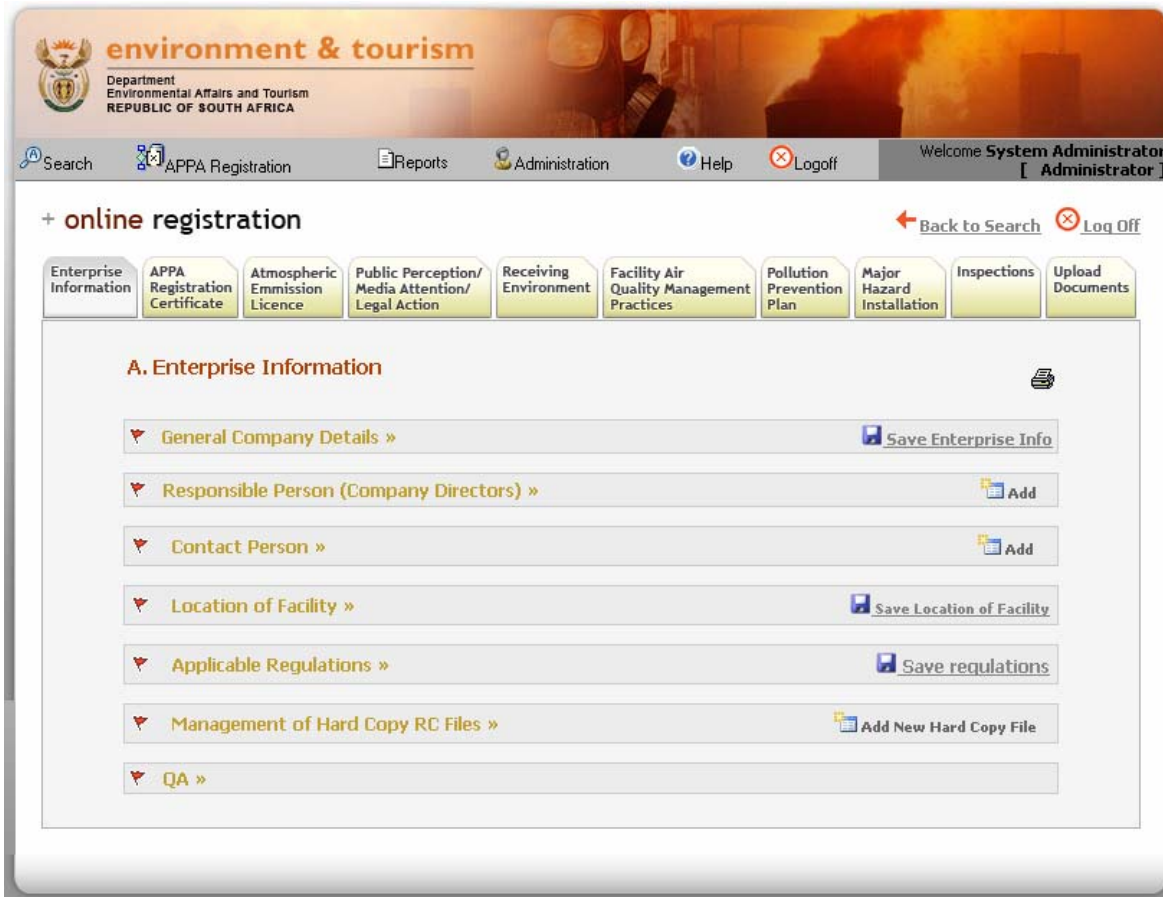 environment & tourism
Department
Environmental Affairs and Tourism
REPUBLIC OF SOUTH AFRICA
Search APPA Registration Reports Administration Help Logoff Welcome System Administrator
[ Administrator ]
+ online registration Back to Search Log Off
Enterprise
Information
APPA
Registration
Certificate
Atmospheric
Emmission
Licence
Public Perception/
Media Attention/
Legal Action
Receiving
Environment
Facility Air
Quality Management
Practices
Pollution
Prevention
Plan
Major
Hazard
Installation
Inspections
Upload
Documents
A. Enterprise Information
General Company Details » Save Enterprise Info
Responsible Person (Company Directors) » Add
Contact Person » Add
Location of Facility » Save Location of Facility
Applicable Regulations » Save regulations
Management of Hard Copy RC Files » Add New Hard Copy File
QA »